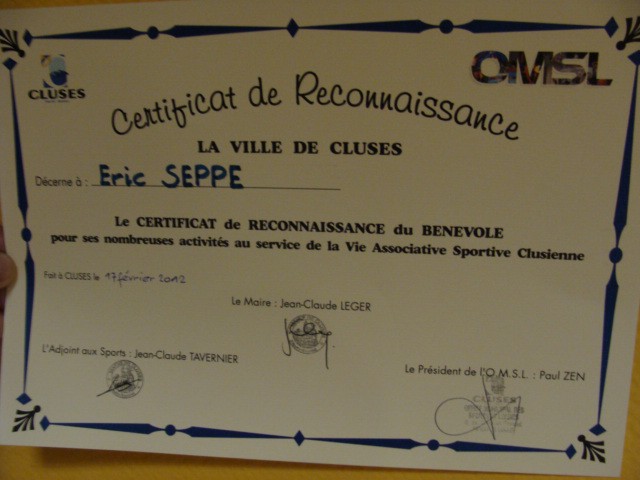 CLUSES
OMSL
Certificat de Reconnaissance
LA VILLE DE CLUSES
Décerne à : Eric SEPPE
Le CERTIFICAT de RECONNAISSANCE du BENEVOLE
pour ses nombreuses activités au service de la Vie Associative Sportive Clusienne
Fait à CLUSES le 17 février 2012
Le Maire : Jean-Claude LEGER
L'Adjoint aux Sports : Jean-Claude TAVERNIER
Le Président de l'O.M.S.L. : Paul ZEN
CLUSES